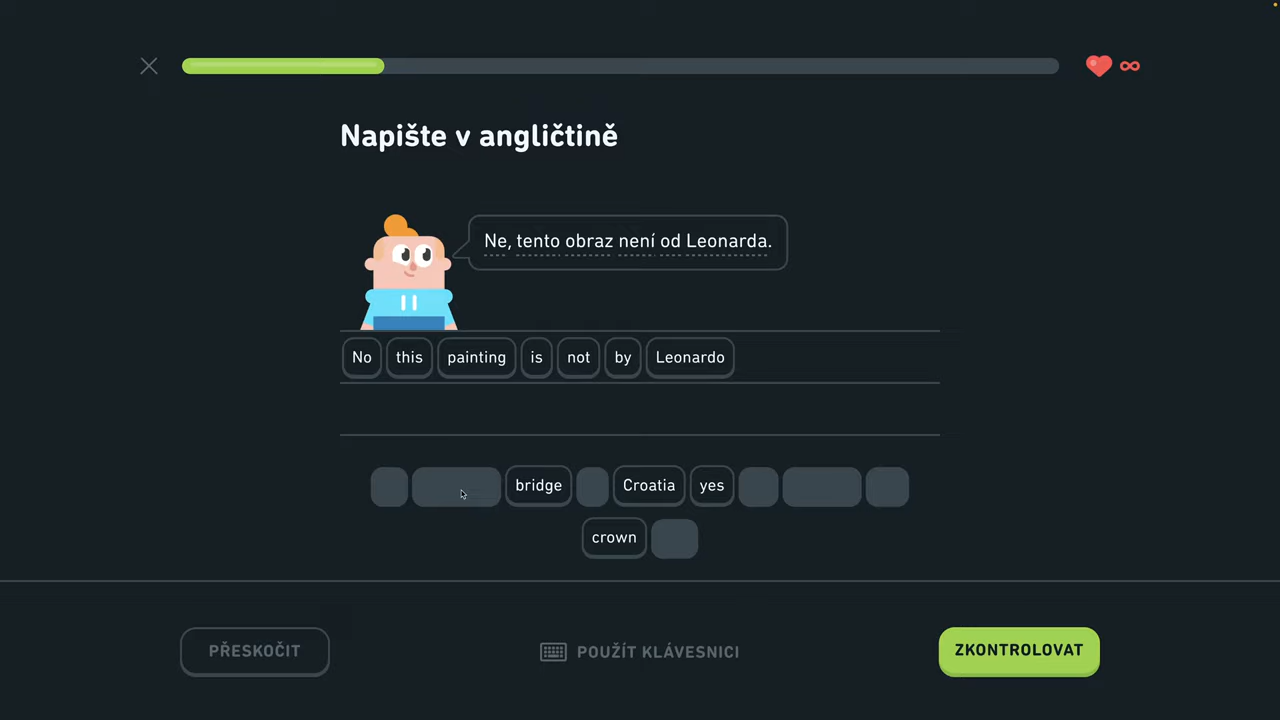 Napište v angličtině
Ne, tento obraz není od Leonarda.
No this painting is not by Leonardo
bridge Croatia yes
crown
PŘESKOČIT POUŽÍT KLÁVESNICI ZKONTROLOVAT